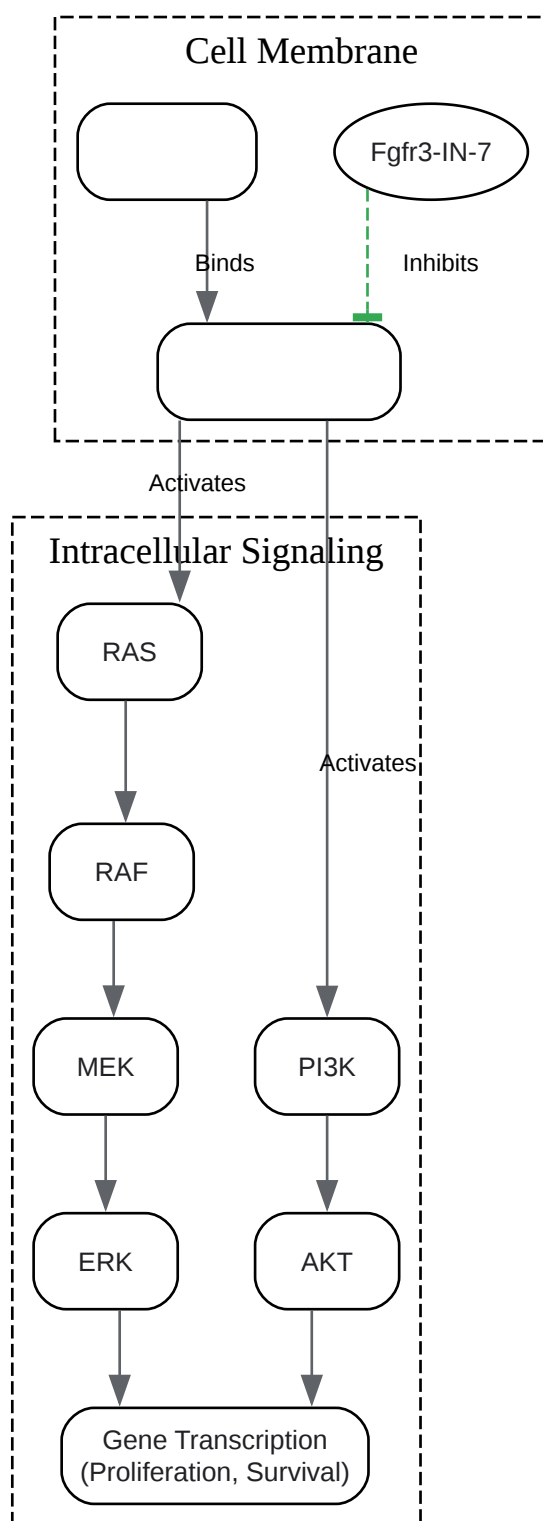 Cell Membrane
Fgfr3-IN-7
Binds
Inhibits
Activates
Intracellular Signaling
RAS
Activates
RAF
MEK
PI3K
ERK
AKT
Gene Transcription
(Proliferation, Survival)